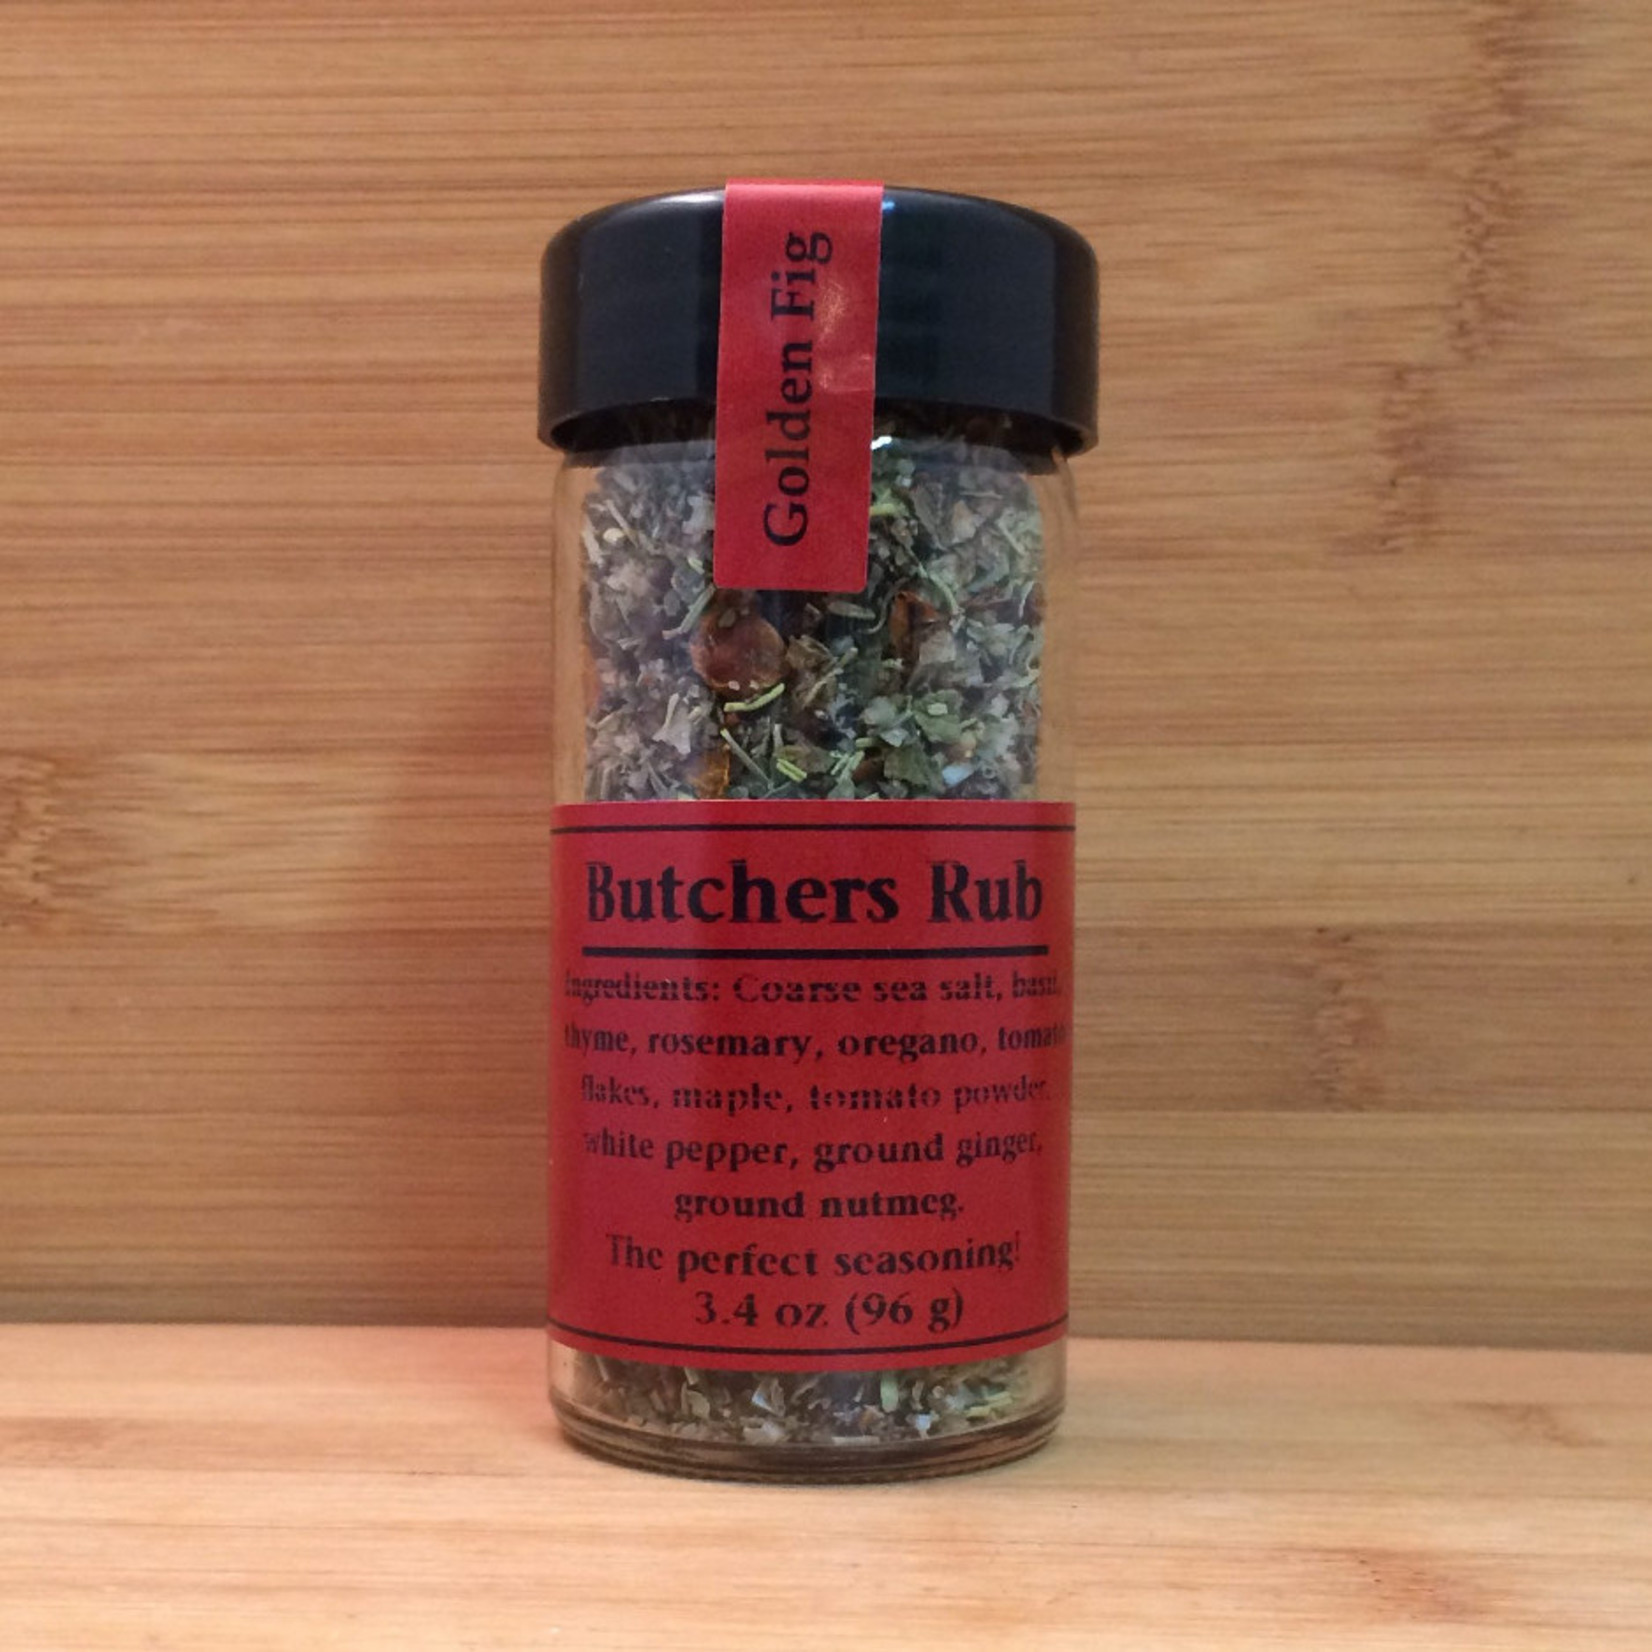 Golden Fig
Butchers Rub
Ingredients: Coarse sea salt, basil,
thyme, rosemary, oregano, tomato
flakes, maple, tomato powder,
white pepper, ground ginger,
ground nutmeg.
The perfect seasoning!
3.4 oz (96 g)